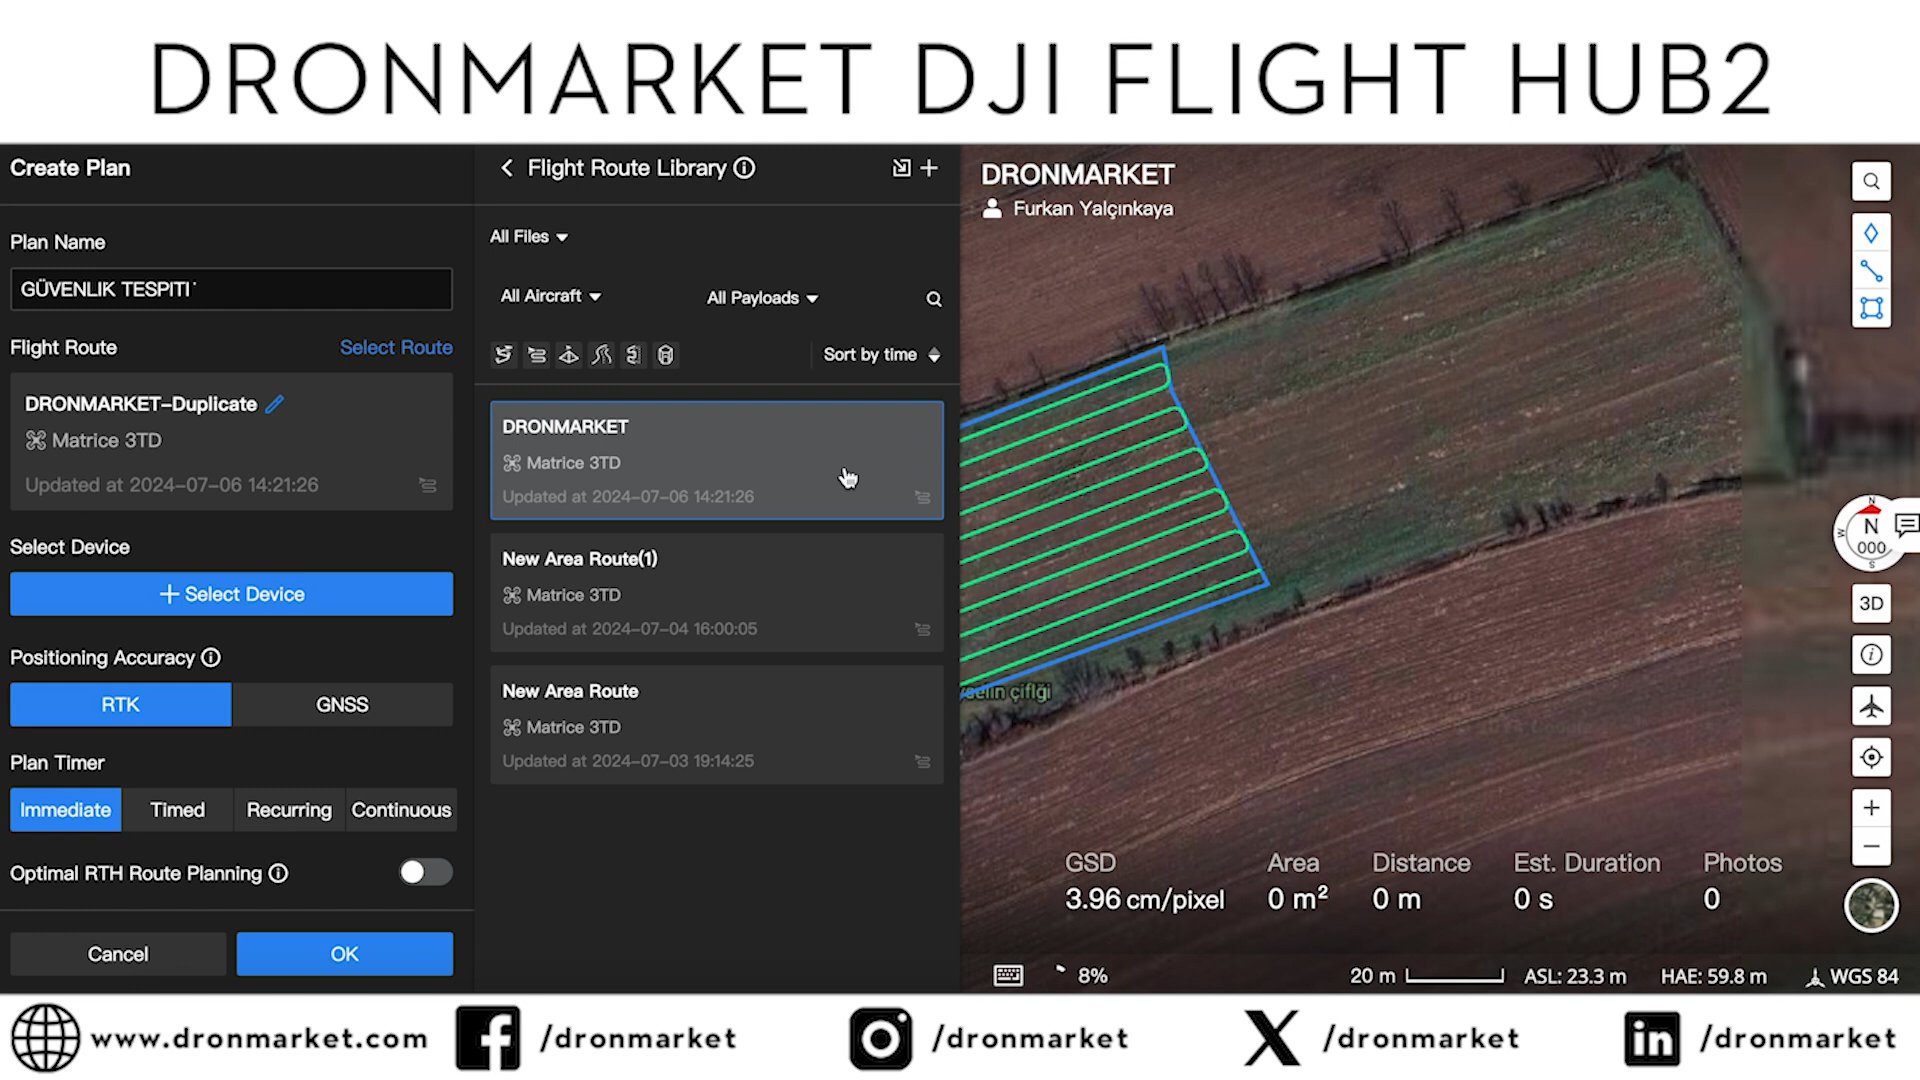 DRONMARKET DJI FLIGHT HUB2
Create Plan
Plan Name
GÜVENLIK TESPITI
Flight Route
Select Route
DRONMARKET-Duplicate
Matrice 3TD
Updated at 2024-07-06 14:21:26
Select Device
+ Select Device
Positioning Accuracy
RTK
GNSS
Plan Timer
Immediate
Timed
Recurring
Continuous
Optimal RTH Route Planning
Cancel
OK
Flight Route Library
All Files
All Aircraft
All Payloads
Sort by time
DRONMARKET
Matrice 3TD
Updated at 2024-07-06 14:21:26
New Area Route(1)
Matrice 3TD
Updated at 2024-07-04 16:00:05
New Area Route
Matrice 3TD
Updated at 2024-07-03 19:14:25
DRONMARKET
Furkan Yalçınkaya
N
W
N
000
S
3D
çiflği
GSD
3.96 cm/pixel
Area
0 m²
Distance
0 m
Est. Duration
0 s
Photos
0
8%
20 m
ASL: 23.3 m
HAE: 59.8 m
WGS 84
www.dronmarket.com
/dronmarket
/dronmarket
/dronmarket
/dronmarket